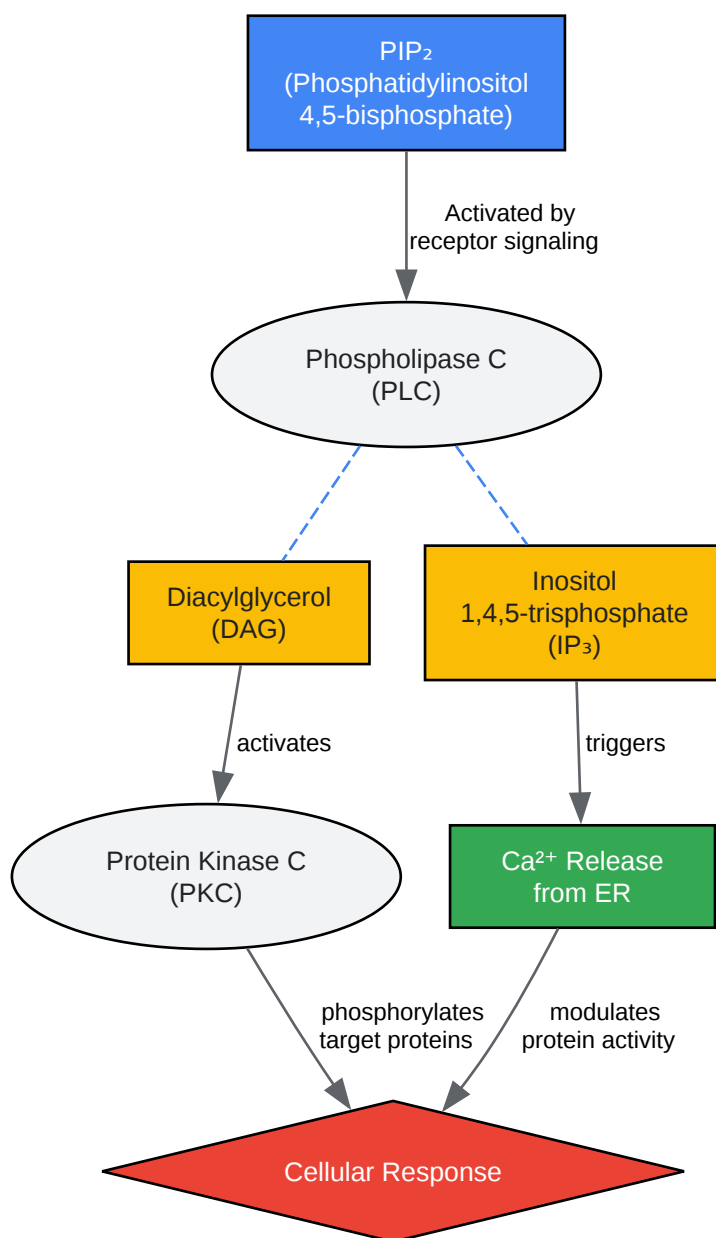 PIP₂
(Phosphatidylinositol
4,5-bisphosphate)
Activated by
receptor signaling
Phospholipase C
(PLC)
Diacylglycerol
(DAG)
Inositol
1,4,5-trisphosphate
(IP₃)
activates
triggers
Protein Kinase C
(PKC)
Ca²⁺ Release
from ER
phosphorylates
target proteins
modulates
protein activity
Cellular Response